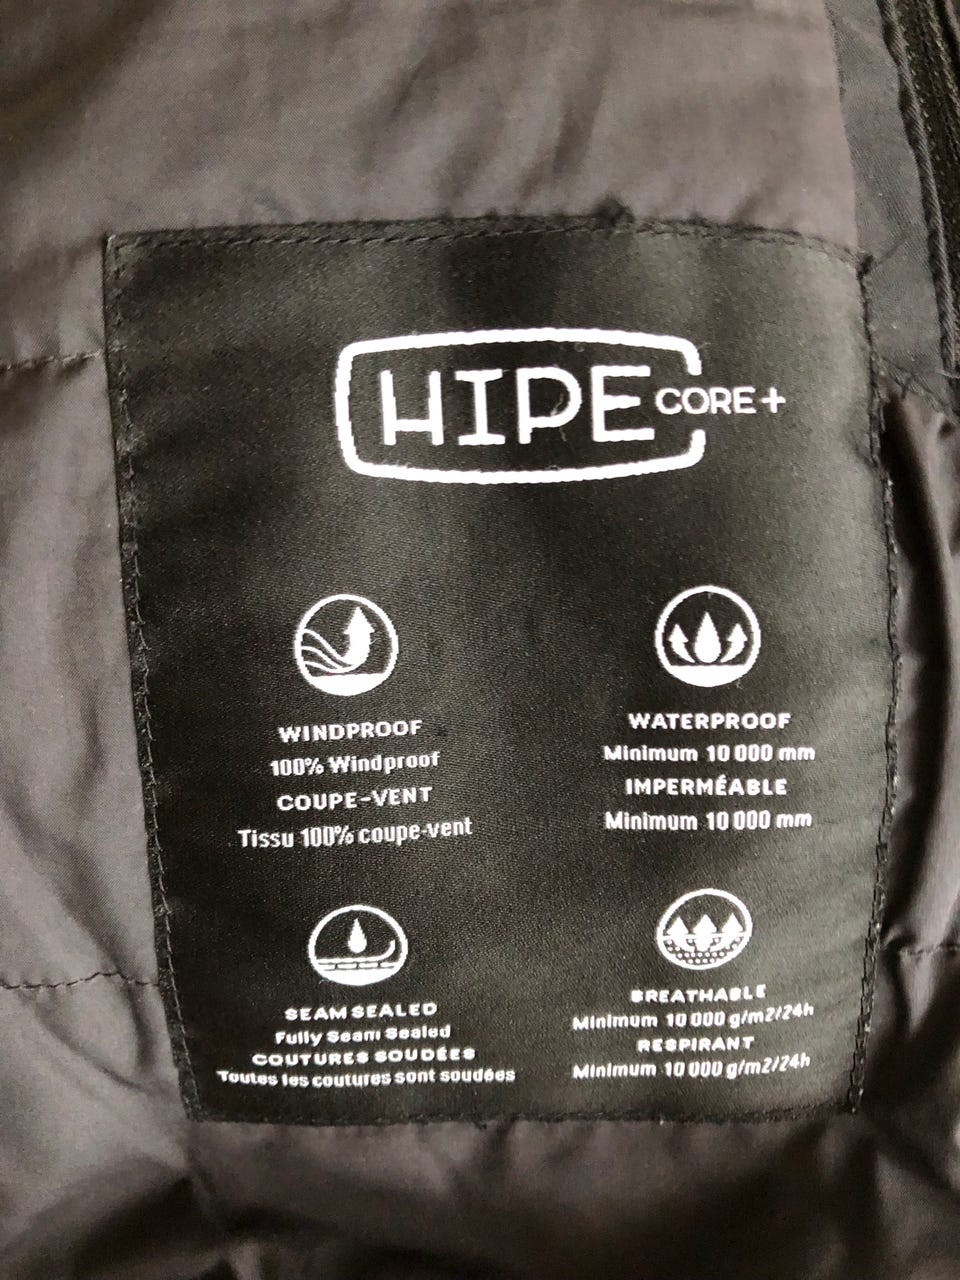 HIPE CORE+
WINDPROOF
100% Windproof
COUPE-VENT
Tissu 100% coupe-vent
WATERPROOF
Minimum 10 000 mm
IMPERMÉABLE
Minimum 10 000 mm
SEAM SEALED
Fully Seam Sealed
COUTURES SOUDÉES
Toutes les coutures sont soudées
BREATHABLE
Minimum 10 000 g/m2/24h
RESPIRANT
Minimum 10 000 g/m2/24h